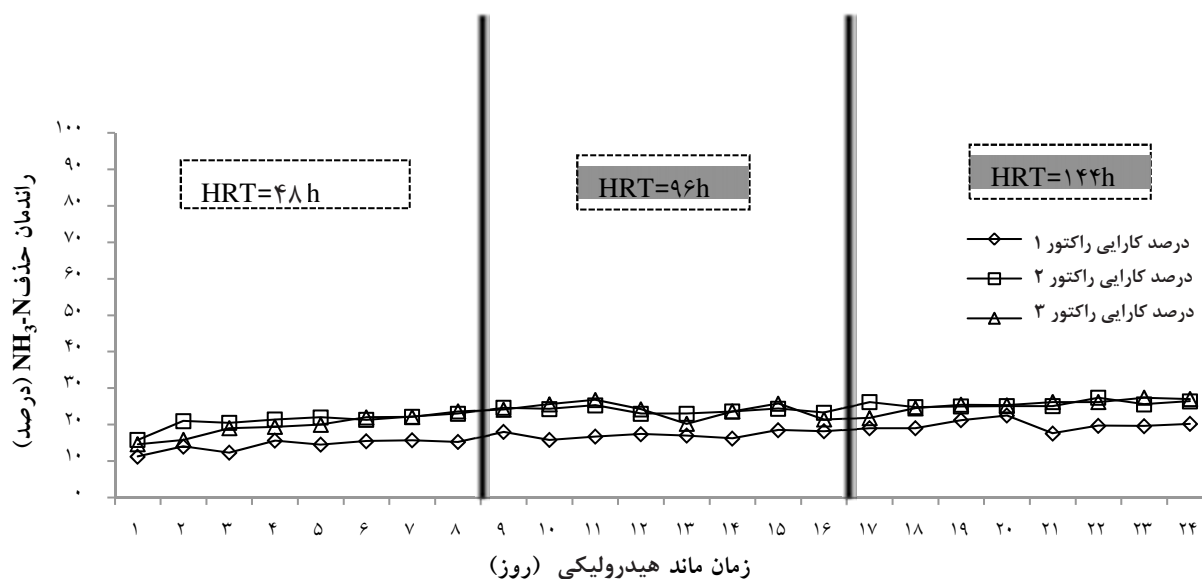 راندمان حذف NH3-N (درصد)
۱۰۰
۹۰
۸۰
۷۰
۶۰
۵۰
۴۰
۳۰
۲۰
۱۰
۰
HRT=۴۸h
HRT=۹۶h
HRT=۱۴۴h
درصد کارایی راکتور ۱
درصد کارایی راکتور ۲
درصد کارایی راکتور ۳
۱ ۲ ۳ ۴ ۵ ۶ ۷ ۸ ۹ ۱۰ ۱۱ ۱۲ ۱۳ ۱۴ ۱۵ ۱۶ ۱۷ ۱۸ ۱۹ ۲۰ ۲۱ ۲۲ ۲۳ ۲۴
زمان ماند هیدرولیکی (روز)